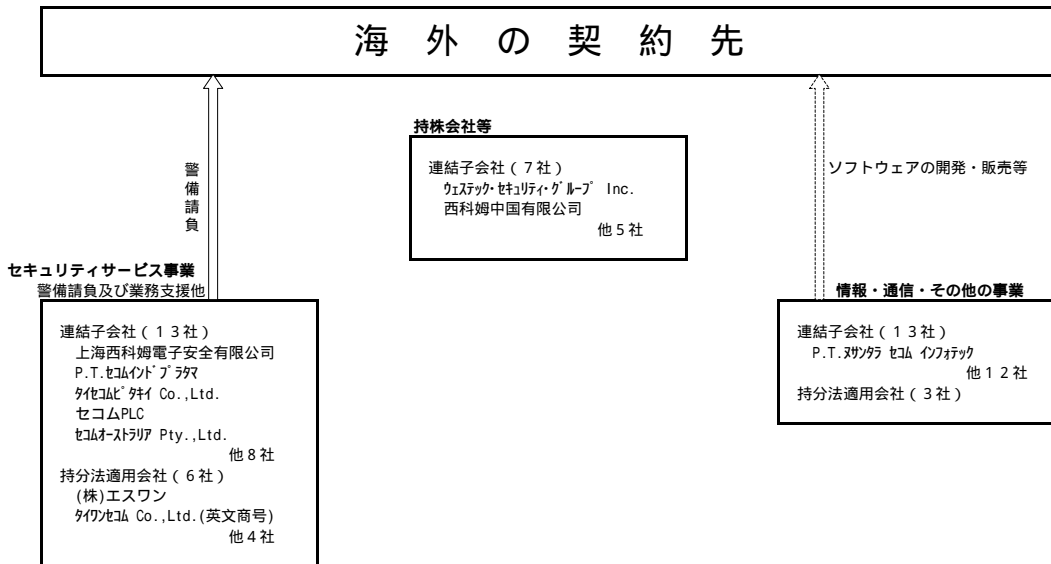 海外の契約先
持株会社等
連結子会社(7社)
ウェステック・セキュリティ・グループ Inc.
西科姆中国有限公司
他5社
警備請負
ソフトウェアの開発・販売等
セキュリティサービス事業
警備請負及び業務支援他
連結子会社(13社)
上海西科姆電子安全有限公司
P.T.セコムインドプラタマ
タイセコムピタキイ Co.,Ltd.
セコムPLC
セコムオーストラリア Pty.,Ltd.
他8社
持分法適用会社(6社)
(株)エスワン
タイワンセコム Co.,Ltd.(英文商号)
他4社
情報・通信・その他の事業
連結子会社(13社)
P.T.ヌサンタラ セコム インフォテック
他12社
持分法適用会社(3社)